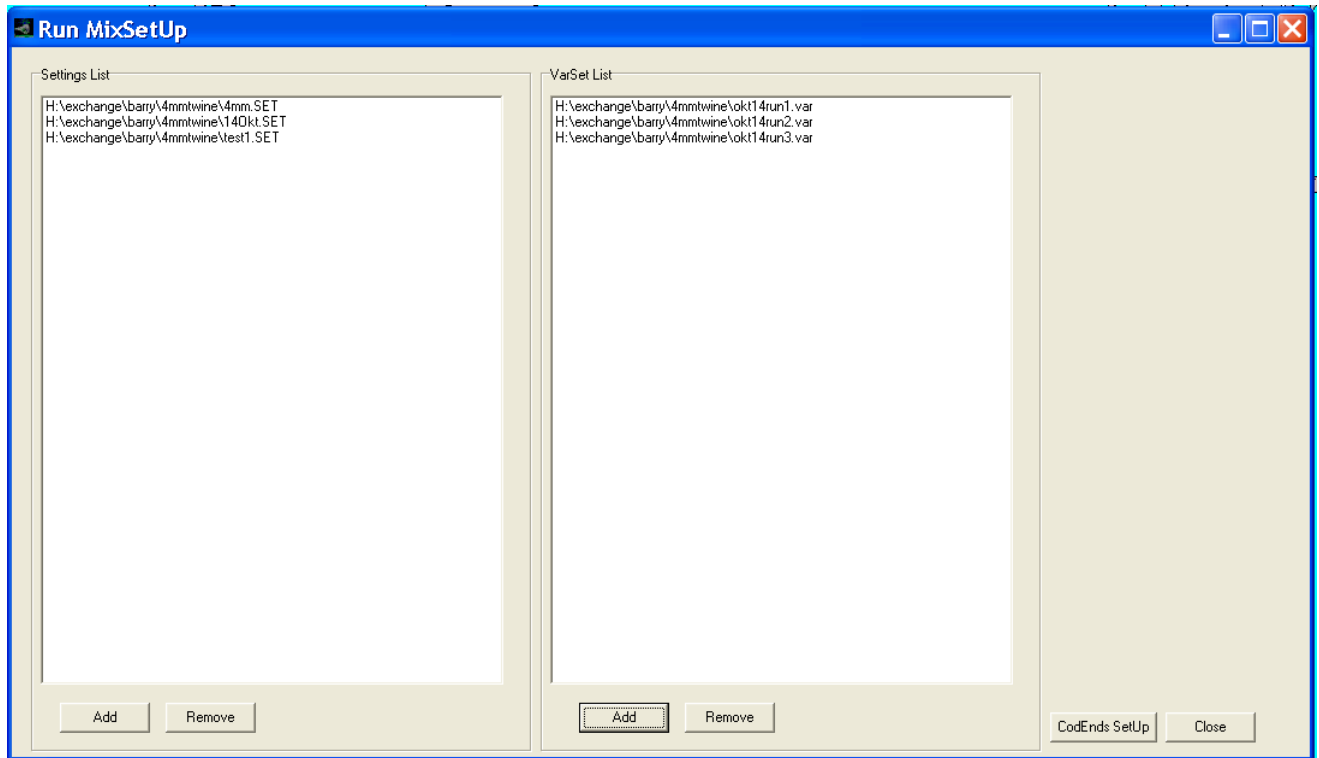 Run MixSetUp
Settings List
H:\exchange\barry\4mmtwine\4mm.SET
H:\exchange\barry\4mmtwine\14Okt.SET
H:\exchange\barry\4mmtwine\test1.SET
Add Remove
VarSet List
H:\exchange\barry\4mmtwine\okt14run1.var
H:\exchange\barry\4mmtwine\okt14run2.var
H:\exchange\barry\4mmtwine\okt14run3.var
Add Remove
CodEnds SetUp Close